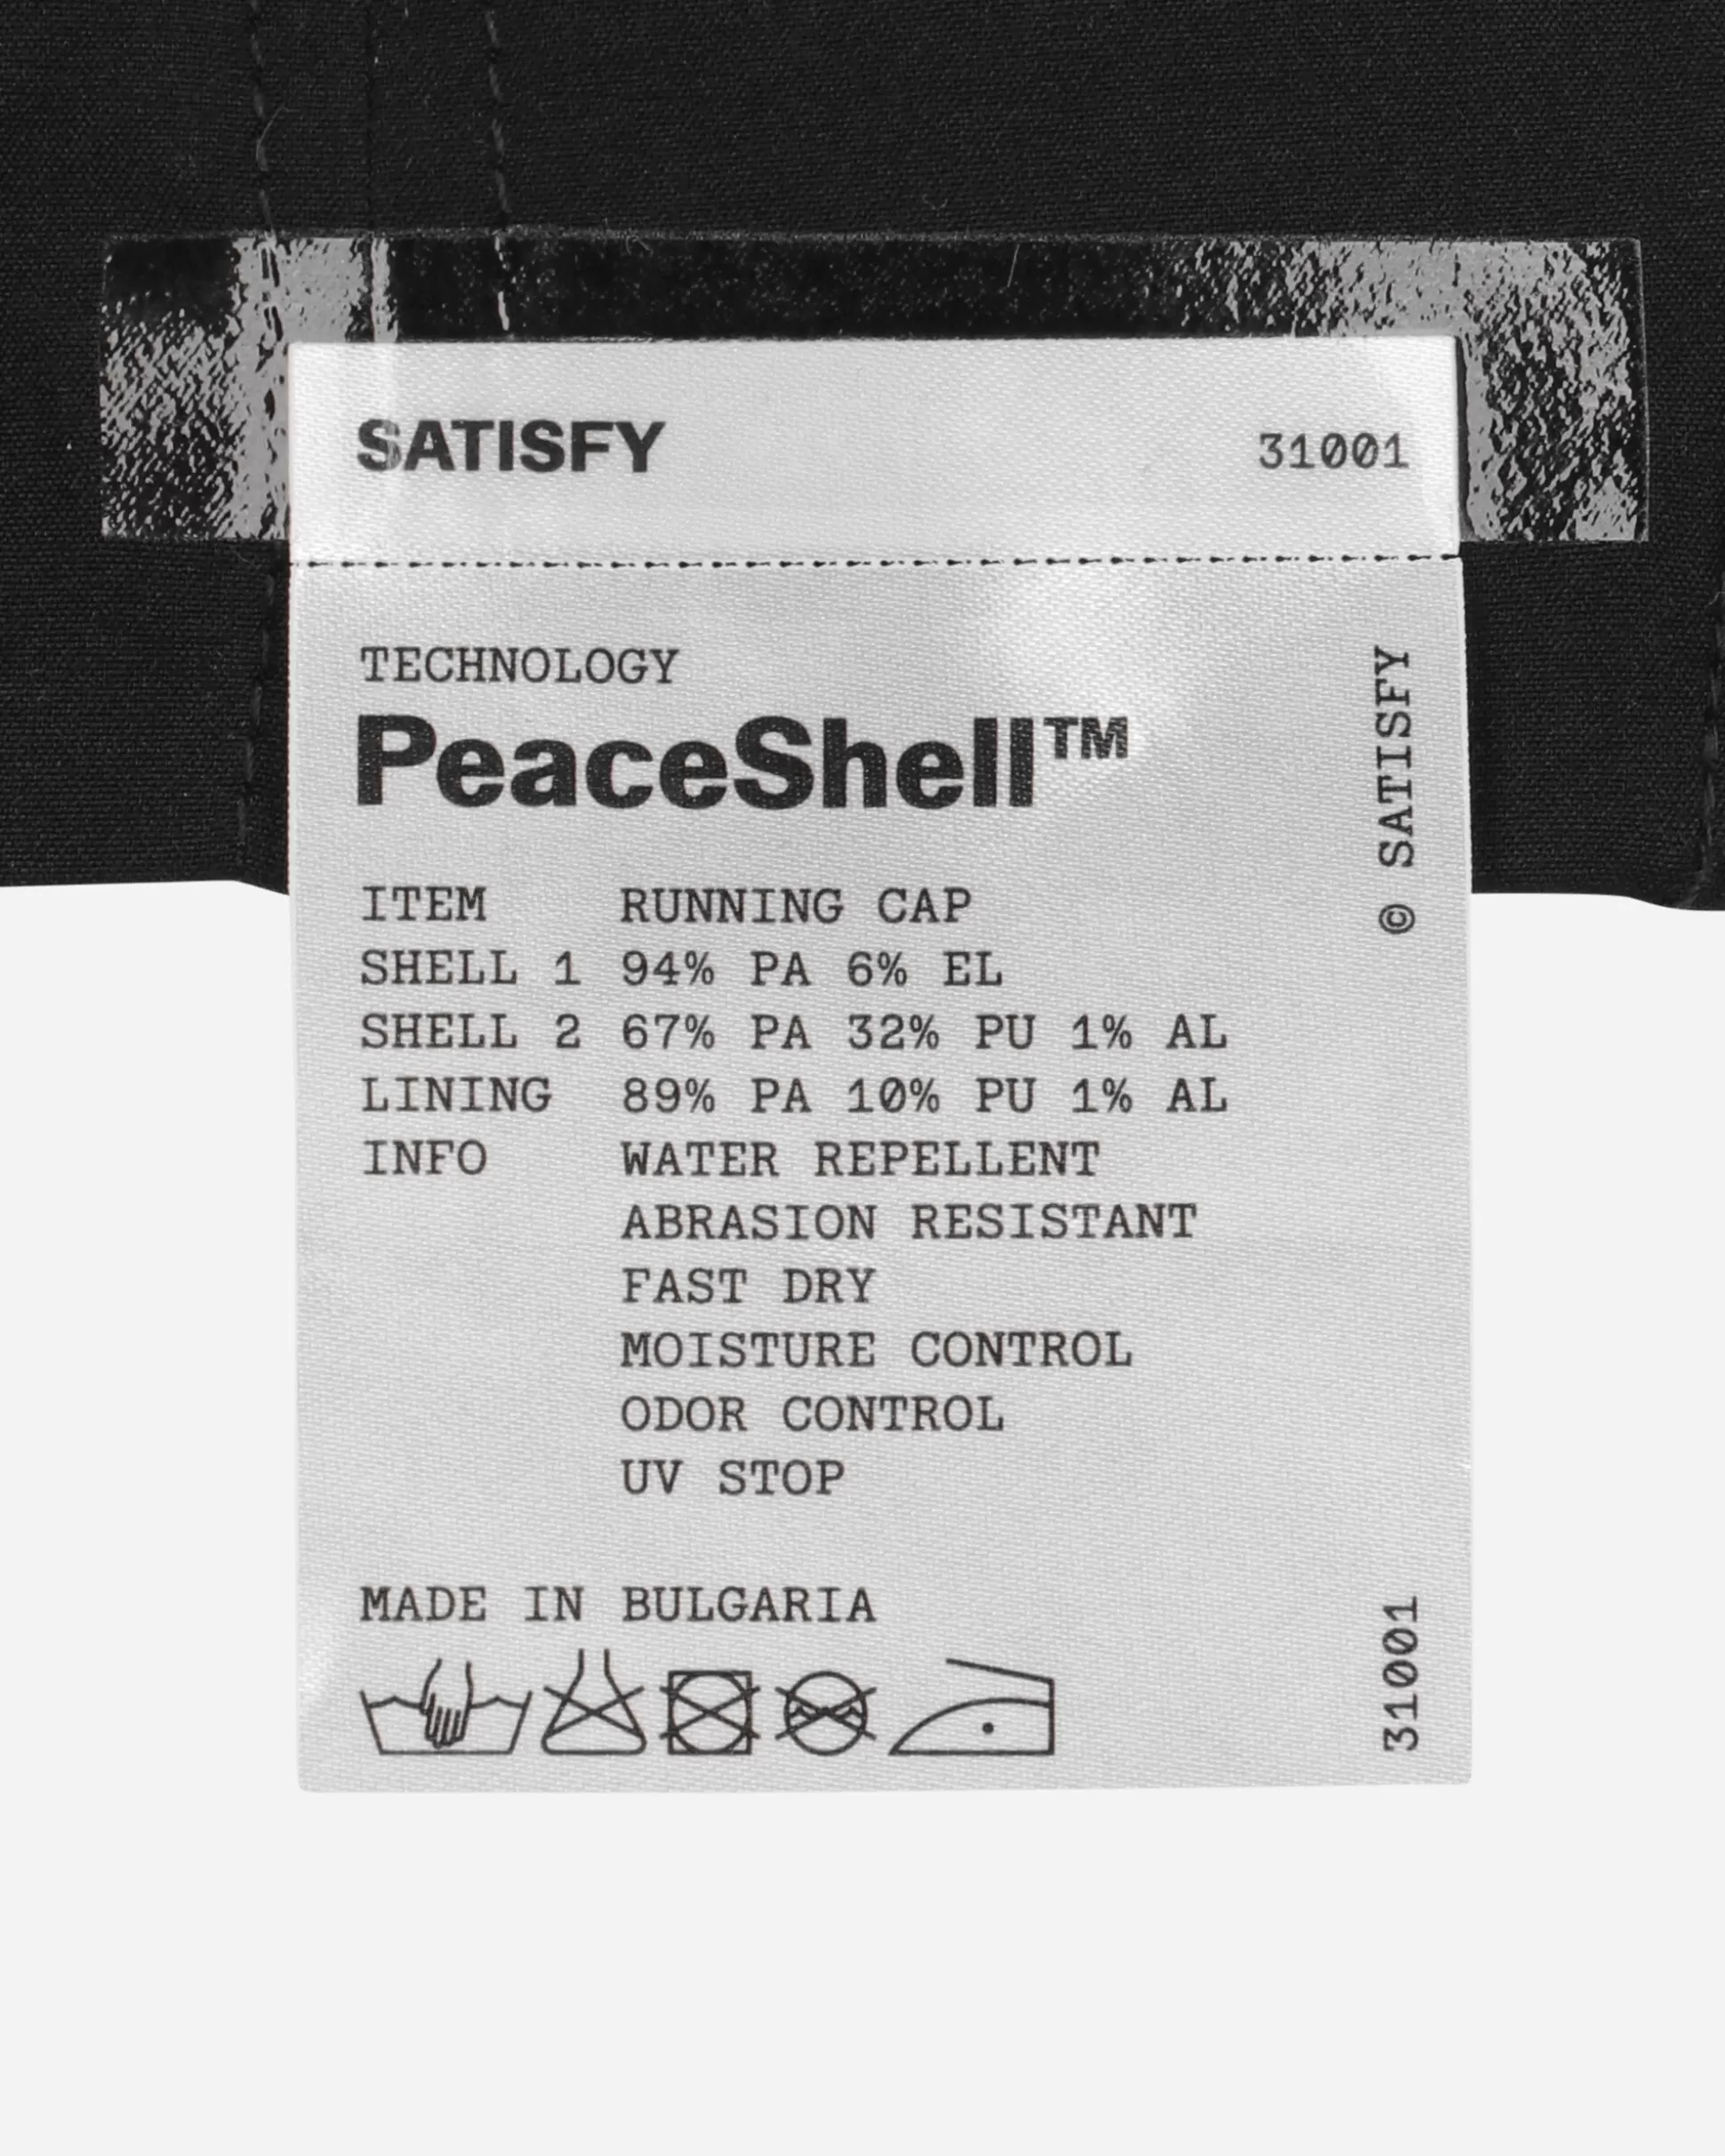 SATISFY 31001
TECHNOLOGY
PeaceShell™
ITEM RUNNING CAP
SHELL 1 94% PA 6% EL
SHELL 2 67% PA 32% PU 1% AL
LINING 89% PA 10% PU 1% AL
INFO WATER REPELLENT
ABRASION RESISTANT
FAST DRY
MOISTURE CONTROL
ODOR CONTROL
UV STOP
MADE IN BULGARIA
© SATISFY
31001